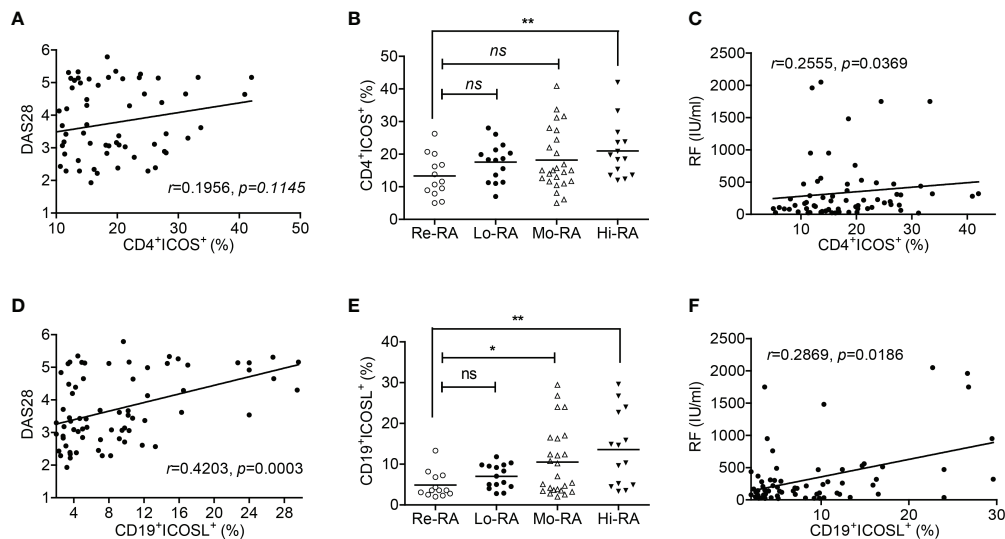 A
DAS28
6
5
4
3
2
1
10 20 30 40 50
CD4+ICOS+ (%)
r=0.1956, p=0.1145
B
CD4+ICOS+ (%)
50
40
30
20
10
0
**
ns
ns
Re-RA Lo-RA Mo-RA Hi-RA
C
RF (IU/ml)
2500
2000
1500
1000
500
0
r=0.2555, p=0.0369
10 20 30 40
CD4+ICOS+ (%)
D
DAS28
6
5
4
3
2
1
r=0.4203, p=0.0003
4 8 12 16 20 24 28
CD19+ICOSL+ (%)
E
CD19+ICOSL+ (%)
40
30
20
10
0
**
*
ns
Re-RA Lo-RA Mo-RA Hi-RA
F
RF (IU/ml)
2500
2000
1500
1000
500
0
r=0.2869, p=0.0186
10 20 30
CD19+ICOSL+ (%)